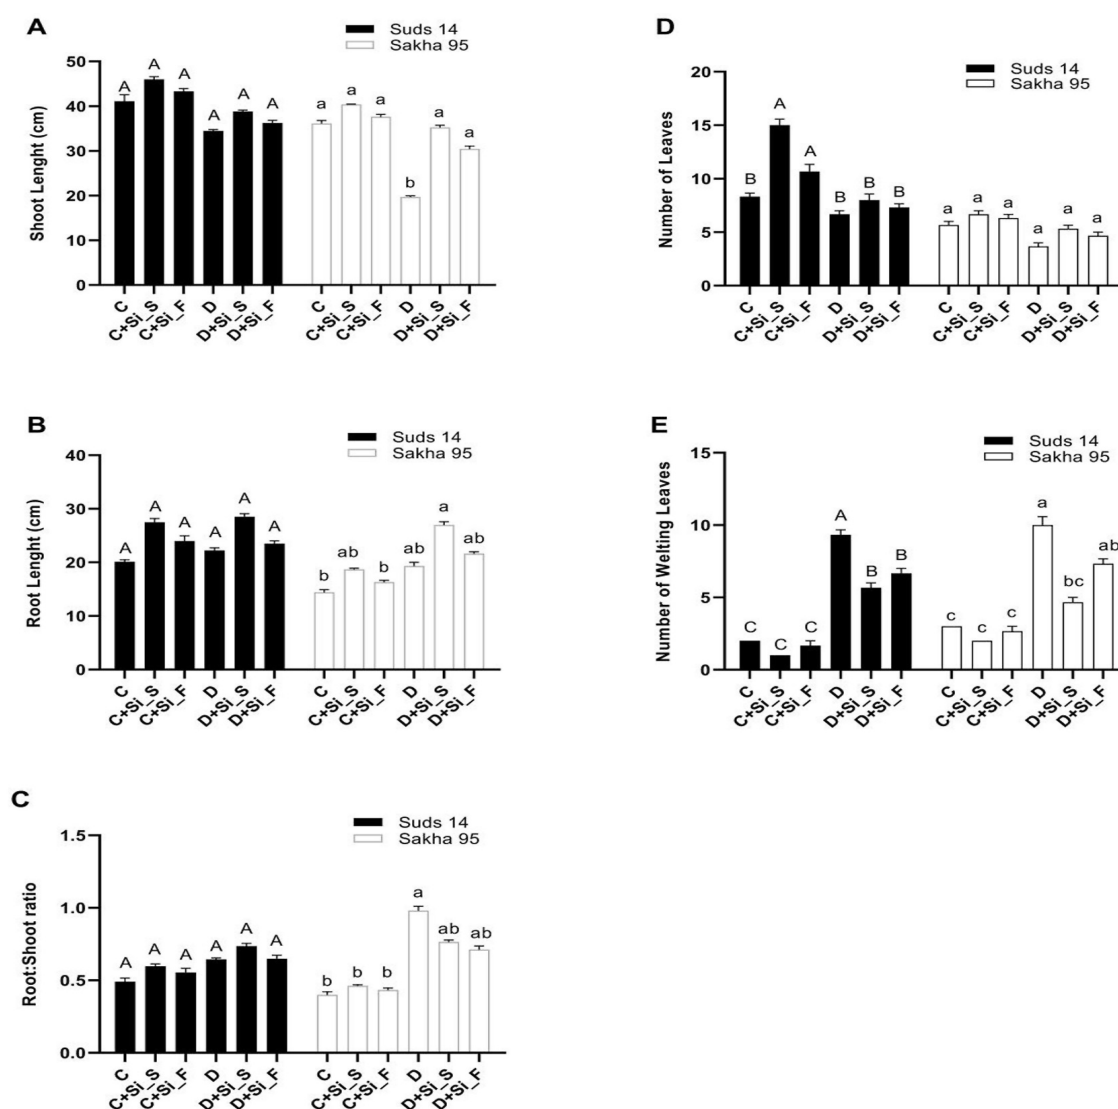 A
Suds 14
Sakha 95
Shoot Lenght (cm)
50
40
30
20
10
0
A A A A A A a a a b a a
C C+Si_S C+Si_F D D+Si_S D+Si_F C C+Si_S C+Si_F D D+Si_S D+Si_F
B
Suds 14
Sakha 95
Root Lenght (cm)
40
30
20
10
0
A A A A A A b ab b ab a ab
C C+Si_S C+Si_F D D+Si_S D+Si_F C C+Si_S C+Si_F D D+Si_S D+Si_F
C
Suds 14
Sakha 95
Root:Shoot ratio
1.5
1.0
0.5
0.0
A A A A A A b b b a ab ab
C C+Si_S C+Si_F D D+Si_S D+Si_F C C+Si_S C+Si_F D D+Si_S D+Si_F
D
Suds 14
Sakha 95
Number of Leaves
20
15
10
5
0
B A A B B B a a a a a a
C C+Si_S C+Si_F D D+Si_S D+Si_F C C+Si_S C+Si_F D D+Si_S D+Si_F
E
Suds 14
Sakha 95
Number of Welting Leaves
15
10
5
0
C C C A B B c c c a bc ab
C C+Si_S C+Si_F D D+Si_S D+Si_F C C+Si_S C+Si_F D D+Si_S D+Si_F